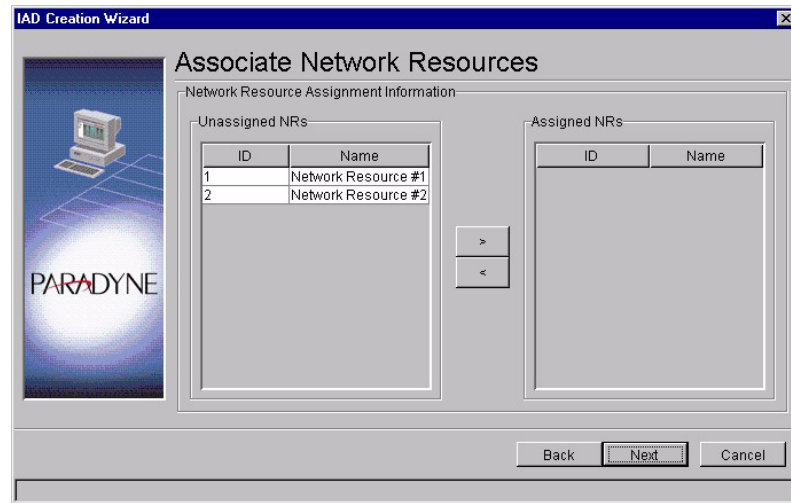 IAD Creation Wizard
Associate Network Resources
Network Resource Assignment Information
Unassigned NRs
ID Name
1 Network Resource #1
2 Network Resource #2
>
<
Assigned NRs
ID Name
PARADYNE
Back Next Cancel